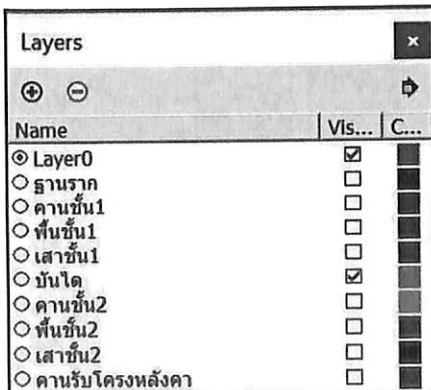 Layers
Name Vis... C...
Layer0
ฐานราก
คานชั้น1
พื้นชั้น1
เสาชั้น1
บันได
คานชั้น2
พื้นชั้น2
เสาชั้น2
คานรับโครงหลังคา